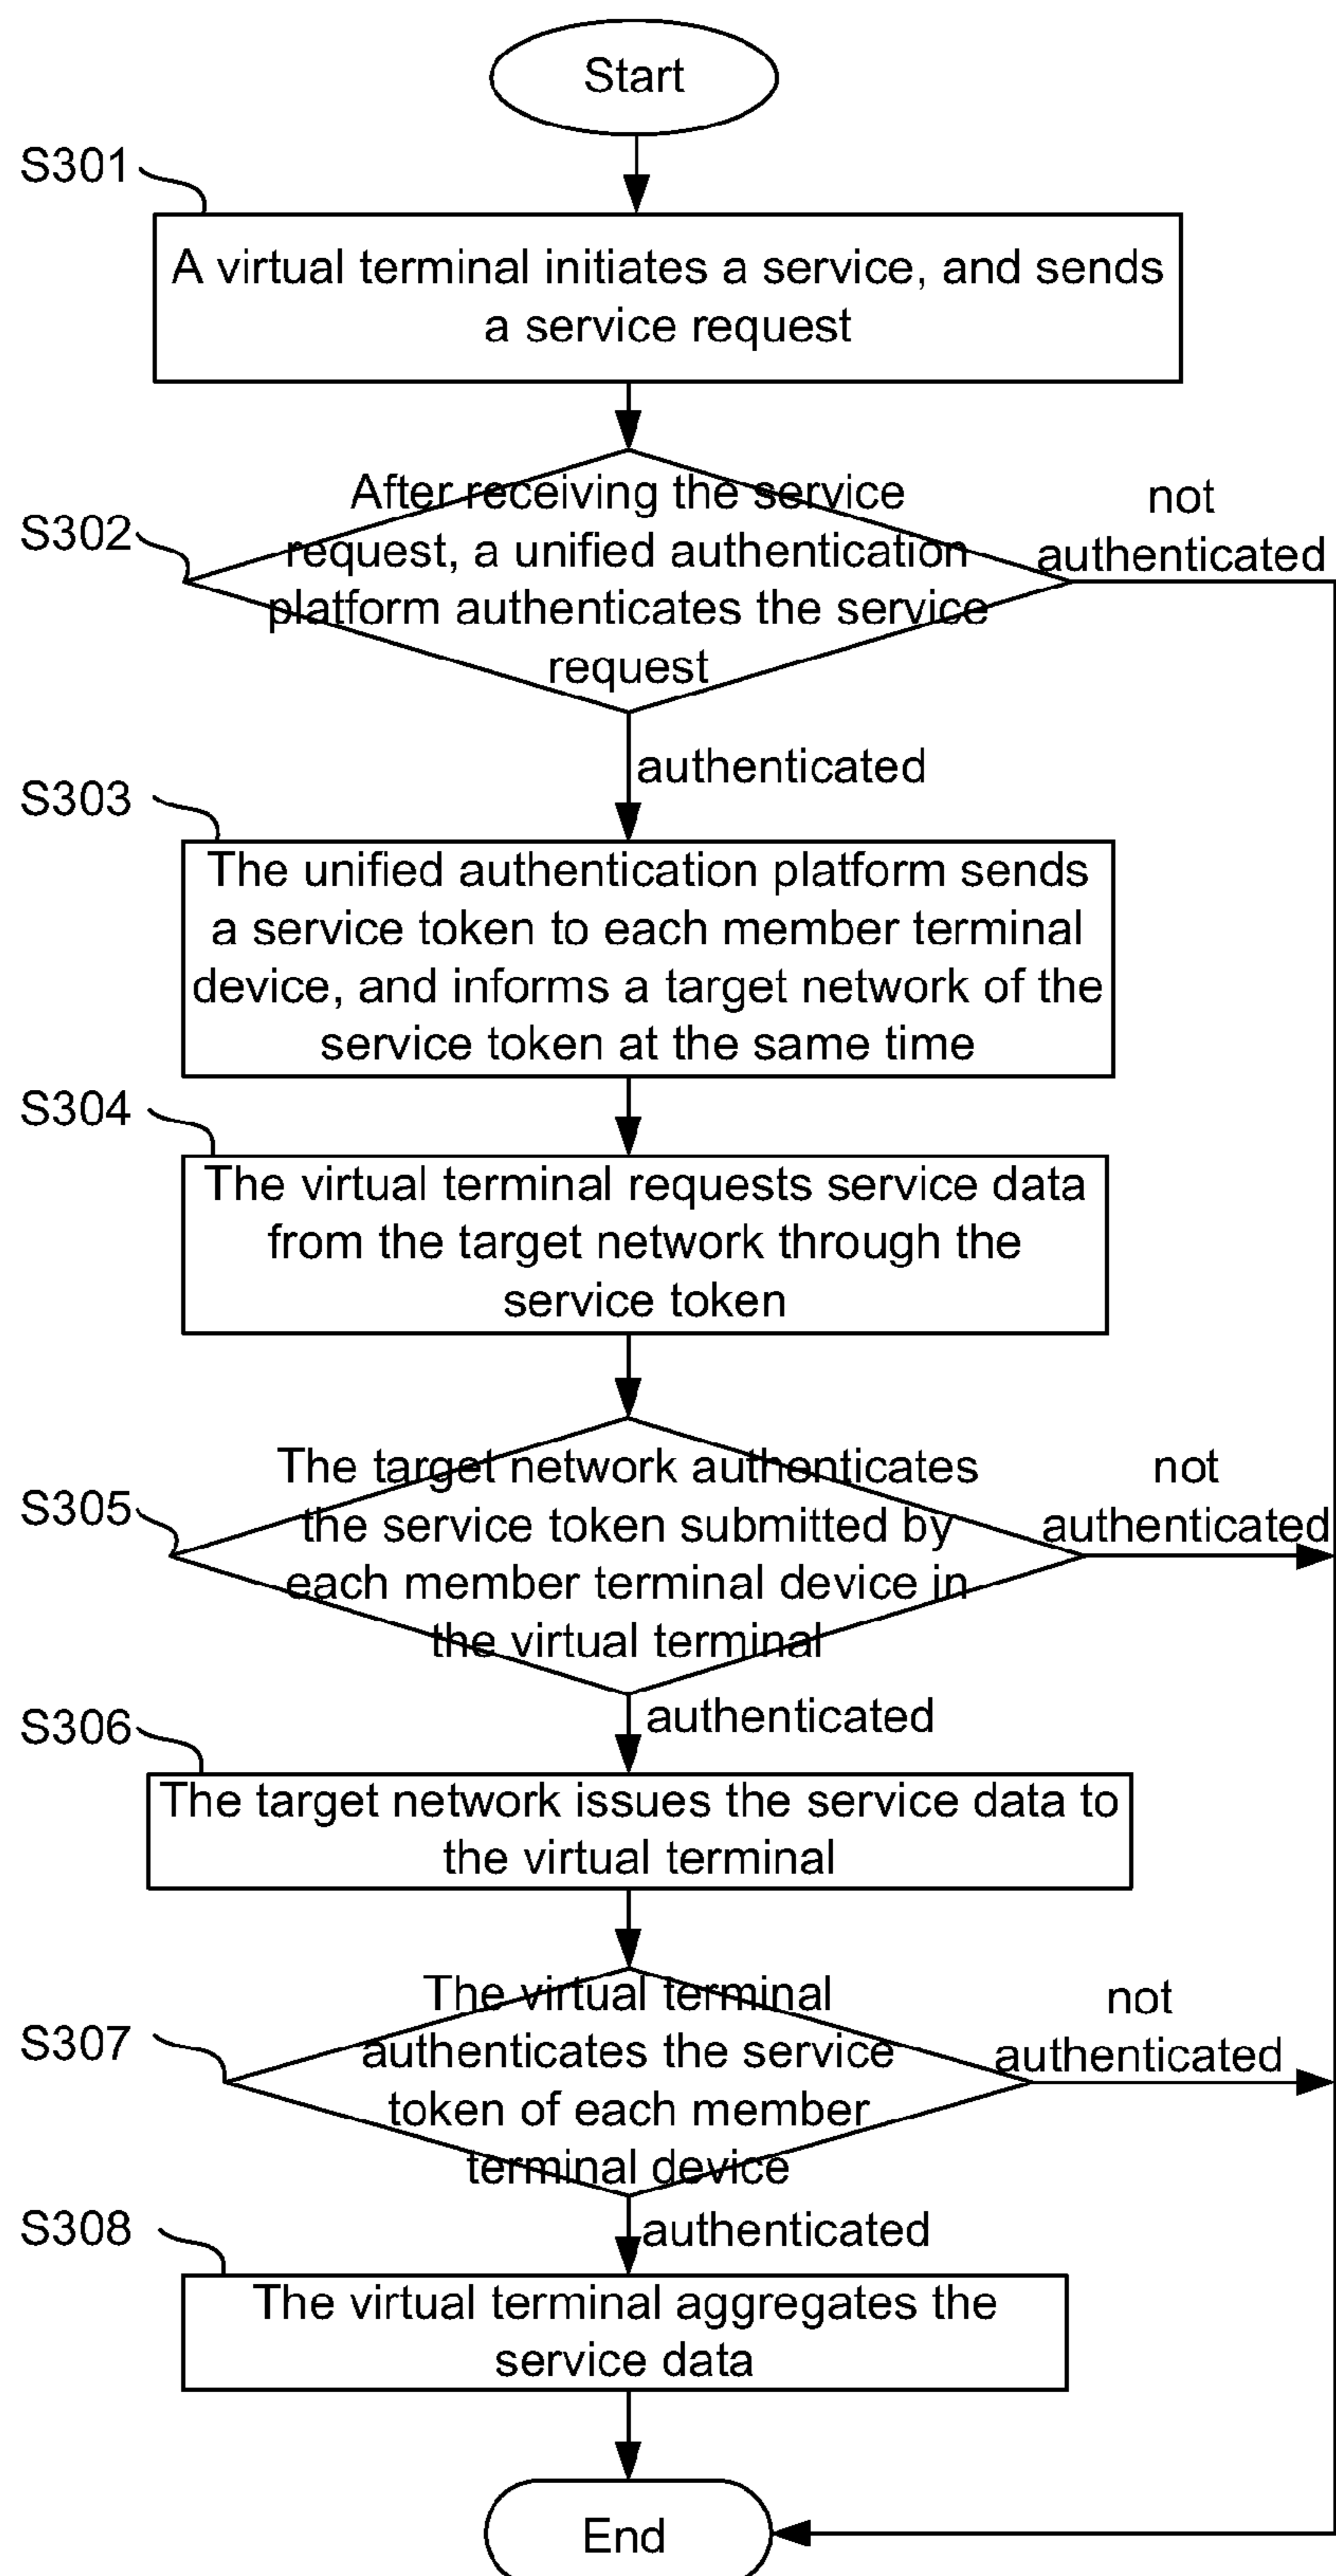 Start
S301
A virtual terminal initiates a service, and sends
a service request
S302
After receiving the service
request, a unified authentication
platform authenticates the service
request
not
authenticated
authenticated
S303
The unified authentication platform sends
a service token to each member terminal
device, and informs a target network of the
service token at the same time
S304
The virtual terminal requests service data
from the target network through the
service token
S305
The target network authenticates
the service token submitted by
each member terminal device in
the virtual terminal
not
authenticated
authenticated
S306
The target network issues the service data to
the virtual terminal
S307
The virtual terminal
authenticates the service
token of each member
terminal device
not
authenticated
authenticated
S308
The virtual terminal aggregates the
service data
End